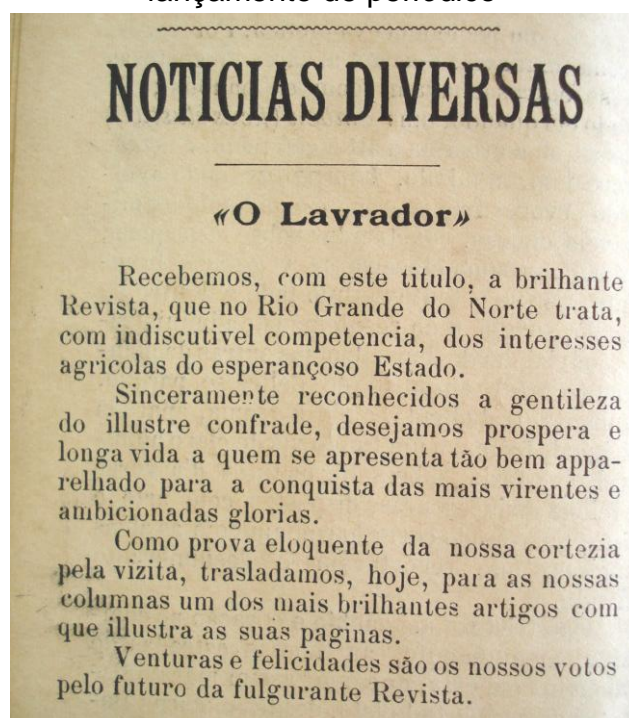 lançamento de periódico
NOTICIAS DIVERSAS
«O Lavrador»
Recebemos, com este titulo, a brilhante
Revista, que no Rio Grande do Norte trata,
com indiscutivel competencia, dos interesses
agricolas do esperançoso Estado.
Sinceramente reconhecidos a gentileza
do illustre confrade, desejamos prospera e
longa vida a quem se apresenta tão bem appa-
relhado para a conquista das mais virentes e
ambicionadas glorias.
Como prova eloquente da nossa cortezia
pela vizita, trasladamos, hoje, para as nossas
columnas um dos mais brilhantes artigos com
que illustra as suas paginas.
Venturas e felicidades são os nossos votos
pelo futuro da fulgurante Revista.